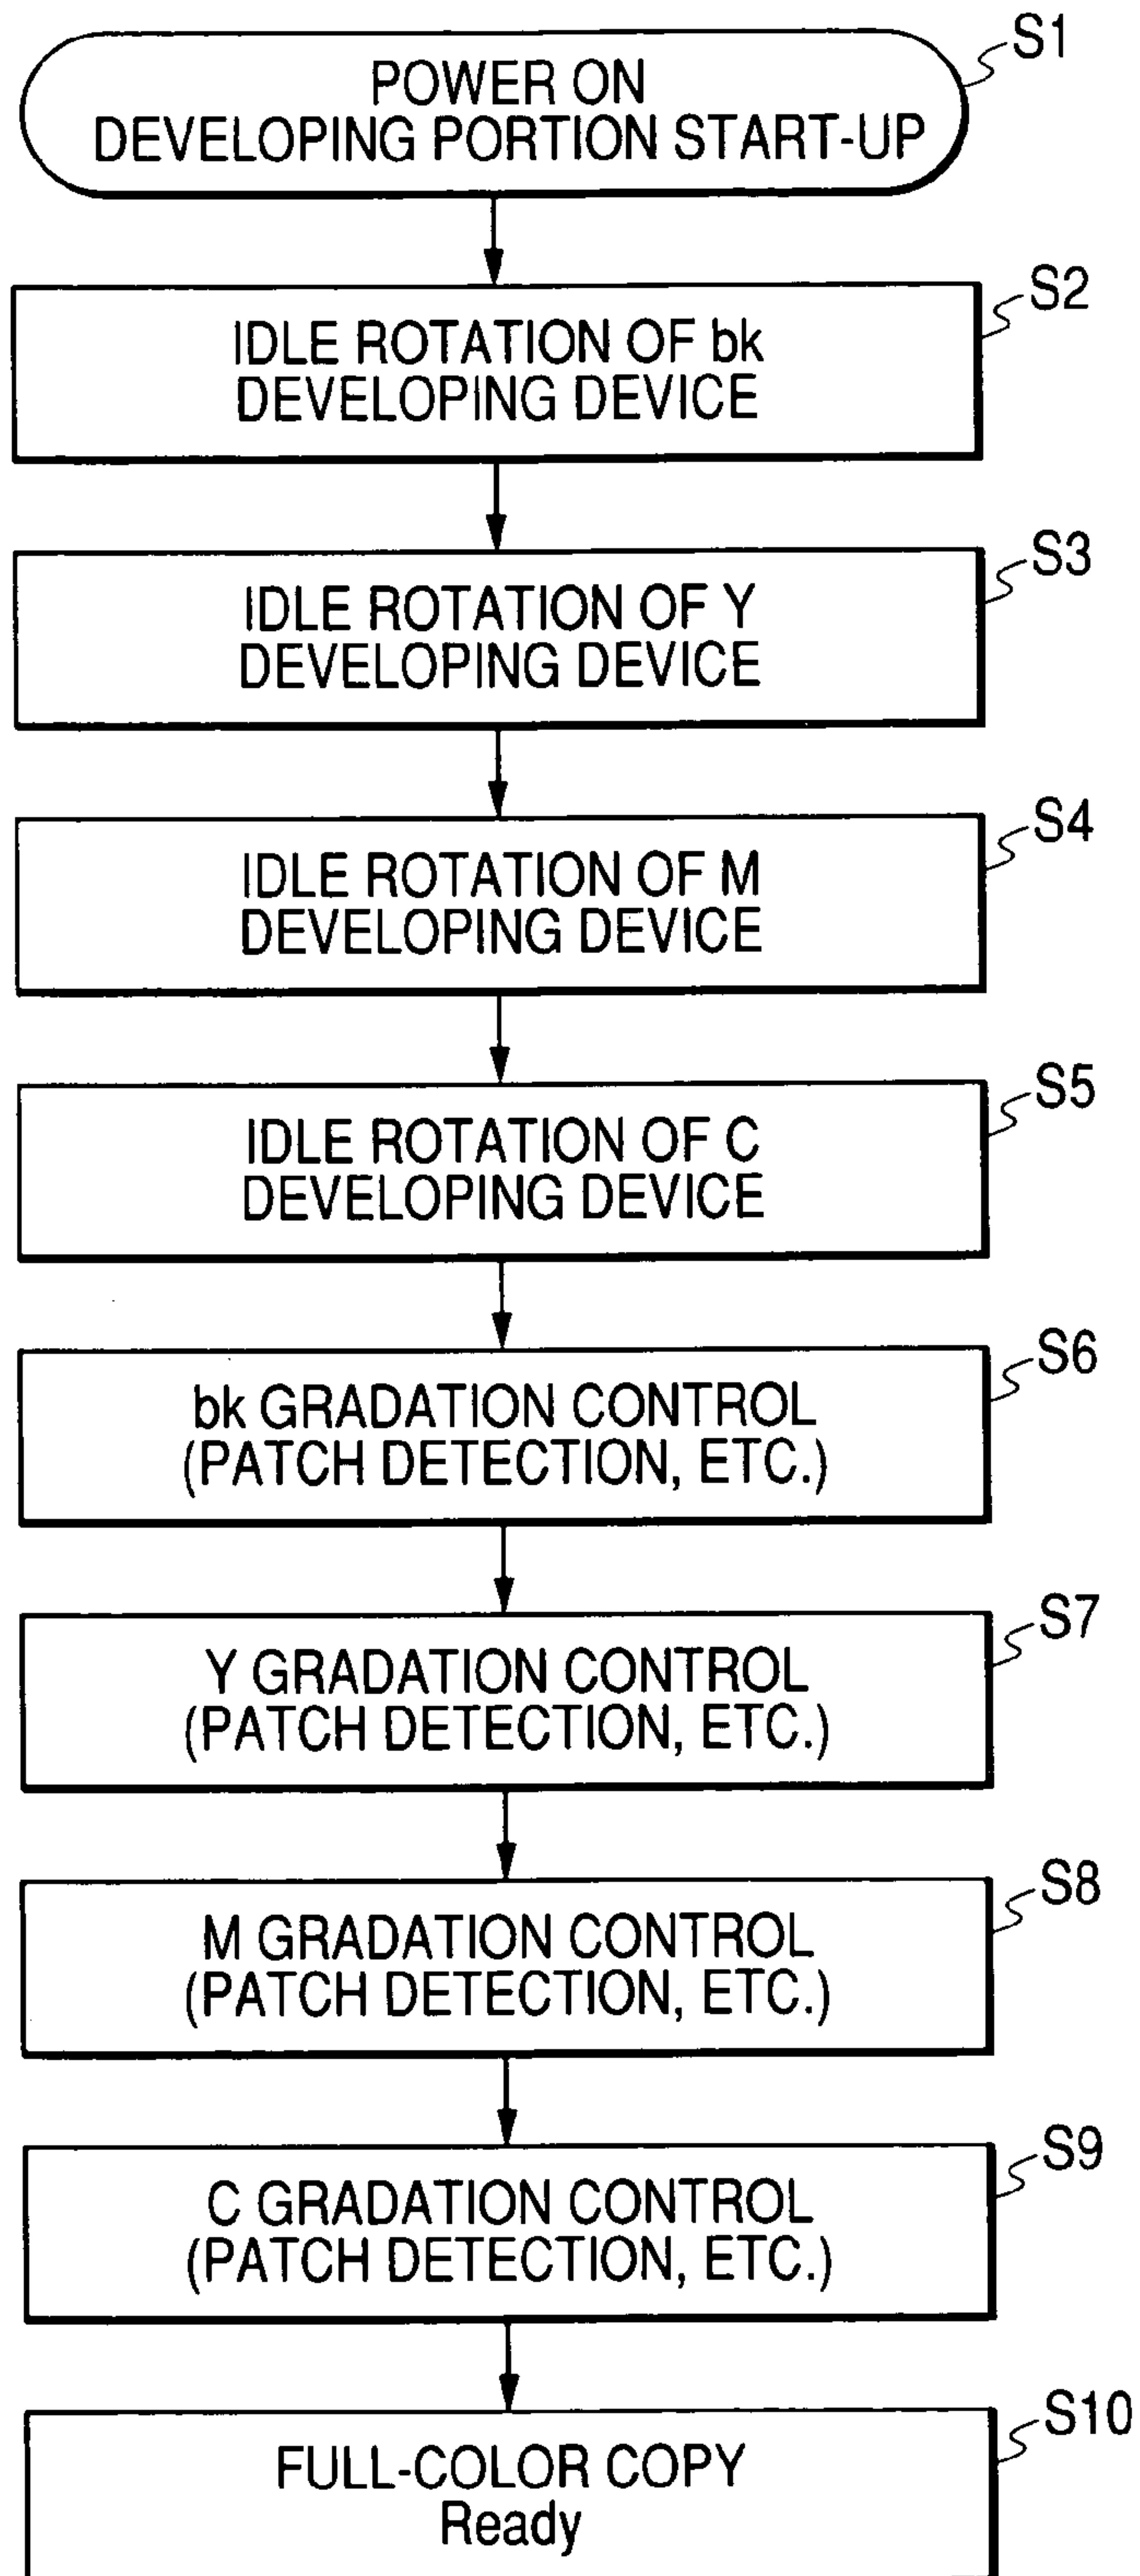 S1
POWER ON
DEVELOPING PORTION START-UP
S2
IDLE ROTATION OF bk
DEVELOPING DEVICE
S3
IDLE ROTATION OF Y
DEVELOPING DEVICE
S4
IDLE ROTATION OF M
DEVELOPING DEVICE
S5
IDLE ROTATION OF C
DEVELOPING DEVICE
S6
bk GRADATION CONTROL
(PATCH DETECTION, ETC.)
S7
Y GRADATION CONTROL
(PATCH DETECTION, ETC.)
S8
M GRADATION CONTROL
(PATCH DETECTION, ETC.)
S9
C GRADATION CONTROL
(PATCH DETECTION, ETC.)
S10
FULL-COLOR COPY
Ready